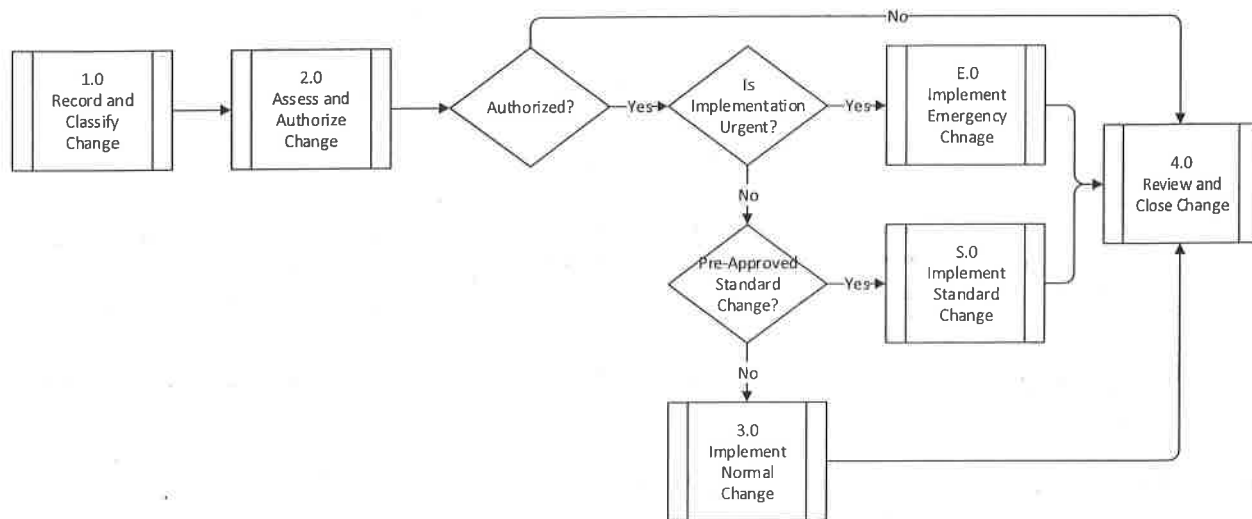 No
1.0
Record and
Classify
Change
2.0
Assess and
Authorize
Change
Authorized?
Yes
Is
Implementation
Urgent?
Yes
E.0
Implement
Emergency
Chnage
4.0
Review and
Close Change
No
Pre-Approved
Standard
Change?
Yes
S.0
Implement
Standard
Change
No
3.0
Implement
Normal
Change